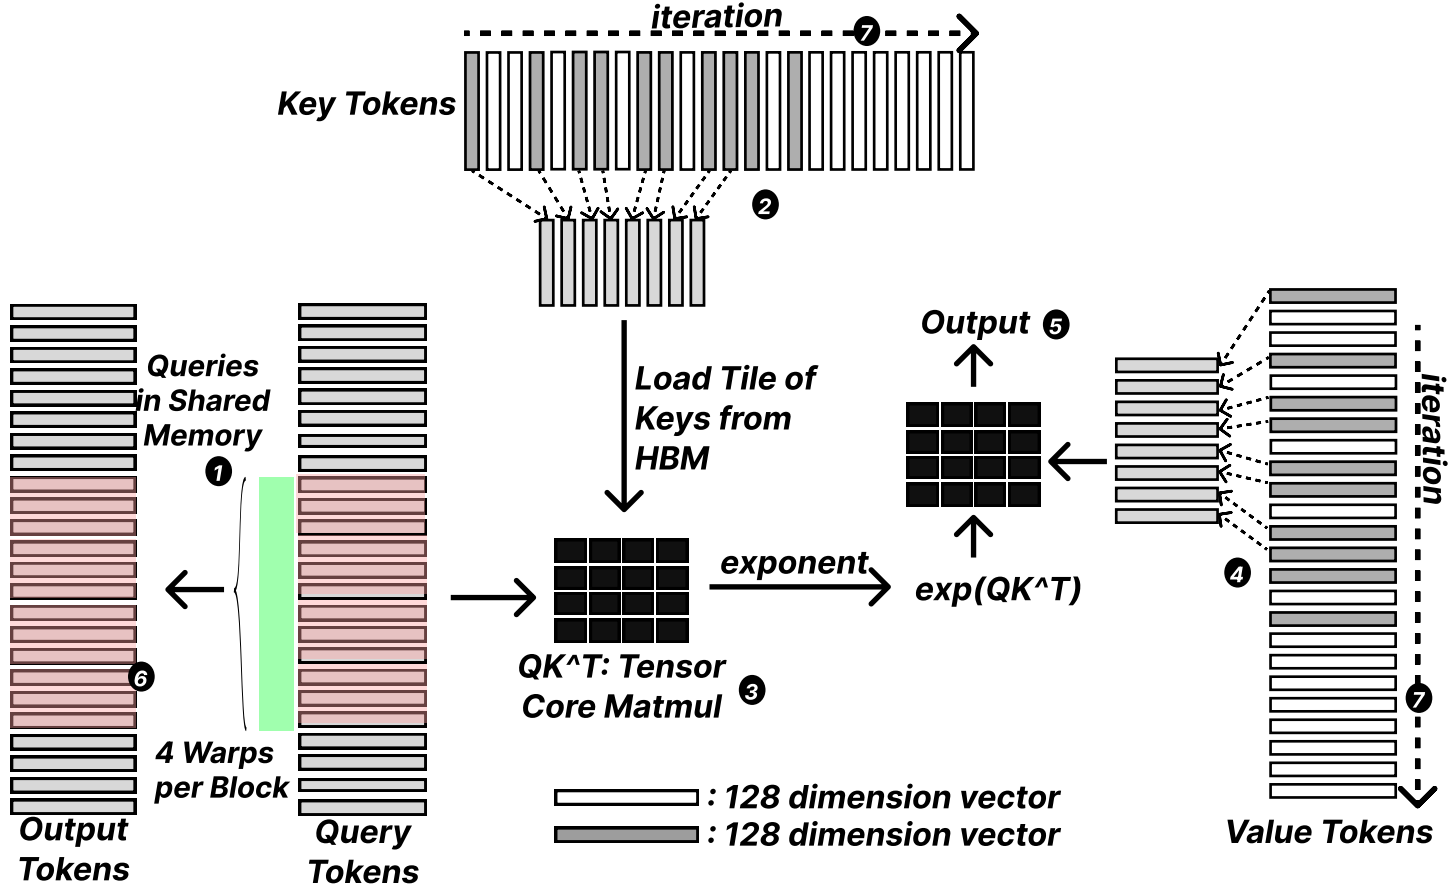 iteration
7
Key Tokens
2
Queries
in Shared
Memory
1
Load Tile of
Keys from
HBM
Output 5
iteration
exponent
exp(QK^T)
4
QK^T: Tensor
Core Matmul
3
6
7
4 Warps
per Block
: 128 dimension vector
: 128 dimension vector
Output
Tokens
Query
Tokens
Value Tokens